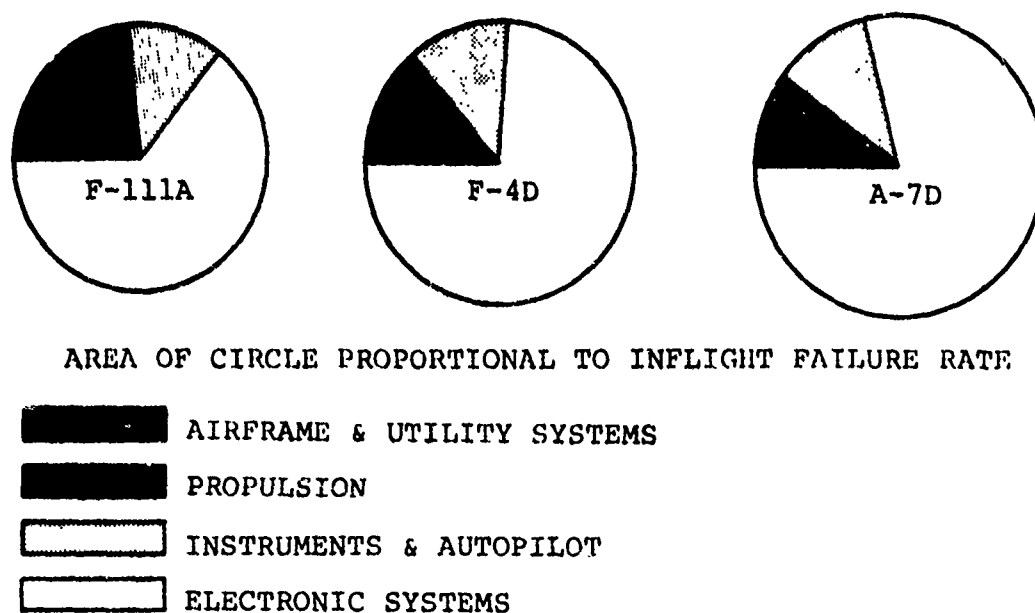 F-111A
F-4D
A-7D
AREA OF CIRCLE PROPORTIONAL TO INFLIGHT FAILURE RATE
AIRFRAME & UTILITY SYSTEMS
PROPULSION
INSTRUMENTS & AUTOPILOT
ELECTRONIC SYSTEMS